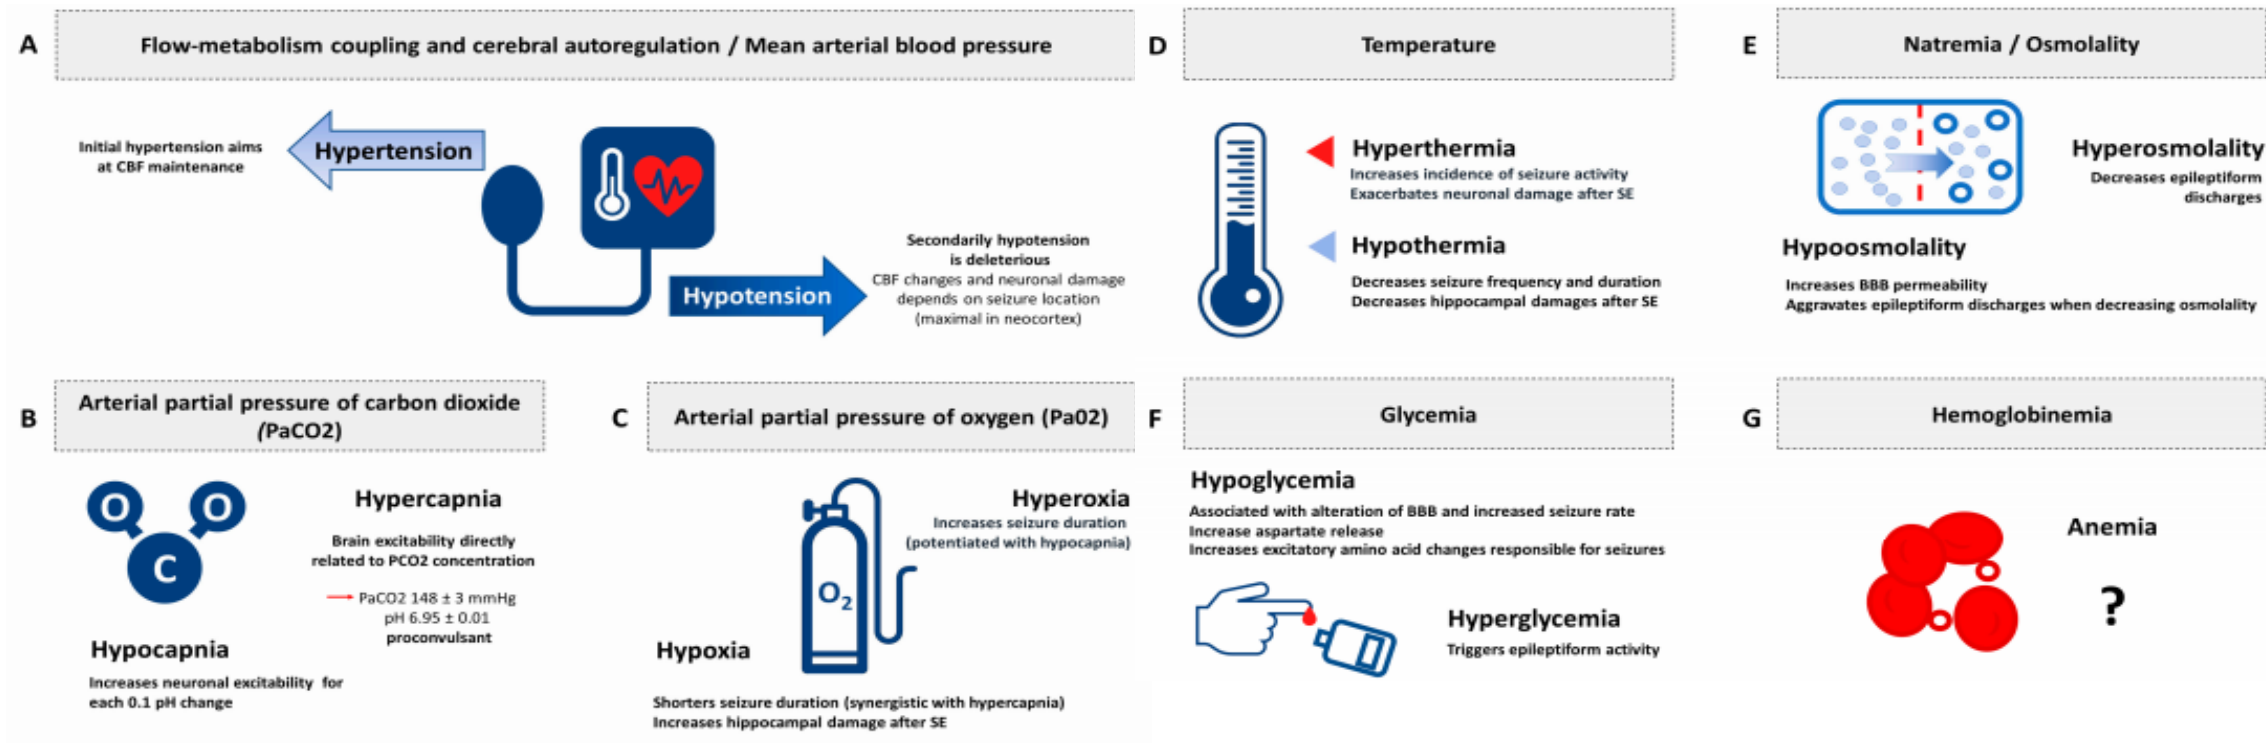 A
Flow-metabolism coupling and cerebral autoregulation / Mean arterial blood pressure
Initial hypertension aims
at CBF maintenance
Hypertension
Hypotension
Secondarily hypotension
is deleterious
CBF changes and neuronal damage
depends on seizure location
(maximal in neocortex)
B
Arterial partial pressure of carbon dioxide
(PaCO2)
O O
C
Hypercapnia
Brain excitability directly
related to PCO2 concentration
PaCO2 148 ± 3 mmHg
pH 6.95 ± 0.01
proconvulsant
Hypocapnia
Increases neuronal excitability for
each 0.1 pH change
C
Arterial partial pressure of oxygen (Pa02)
O2
Hyperoxia
Increases seizure duration
(potentiated with hypocapnia)
Hypoxia
Shorters seizure duration (synergistic with hypercapnia)
Increases hippocampal damage after SE
D
Temperature
Hyperthermia
Increases incidence of seizure activity
Exacerbates neuronal damage after SE
Hypothermia
Decreases seizure frequency and duration
Decreases hippocampal damages after SE
E
Natremia / Osmolality
Hyperosmolality
Decreases epileptiform
discharges
Hypoosmolality
Increases BBB permeability
Aggravates epileptiform discharges when decreasing osmolality
F
Glycemia
Hypoglycemia
Associated with alteration of BBB and increased seizure rate
Increase aspartate release
Increases excitatory amino acid changes responsible for seizures
Hyperglycemia
Triggers epileptiform activity
G
Hemoglobinemia
Anemia
?